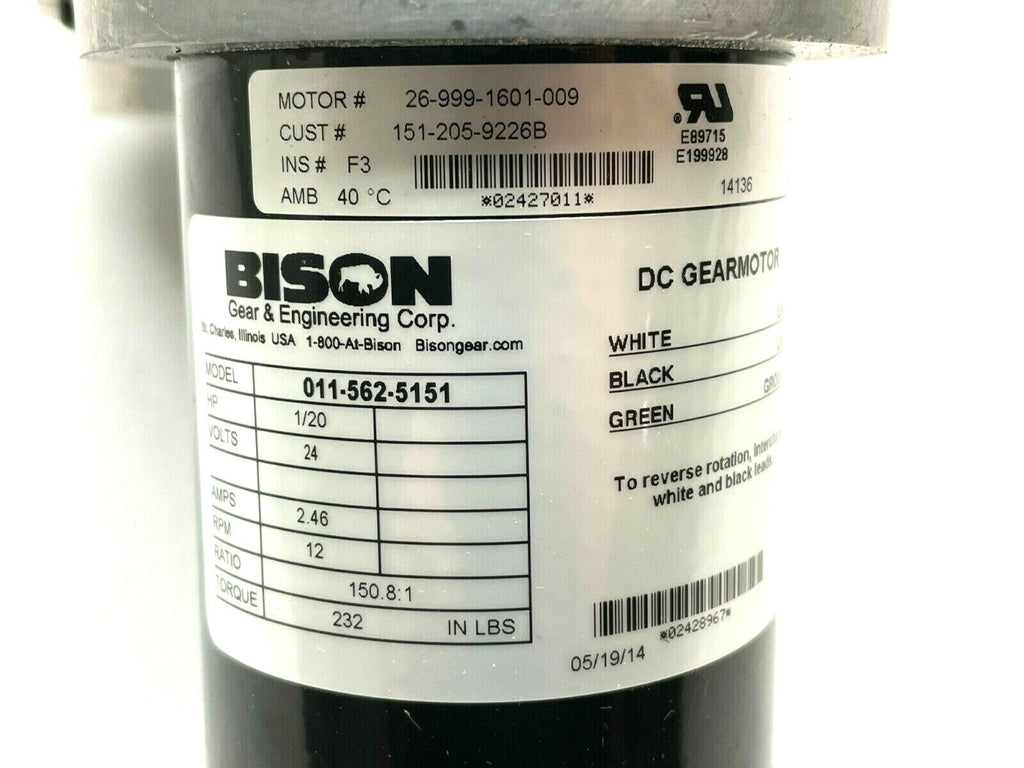 MOTOR # 26-999-1601-009
CUST # 151-205-9226B
INS # F3
AMB 40 °C
*02427011*
RU®
E89715
E199928
14136
BISON
Gear & Engineering Corp.
St. Charles, Illinois USA 1-800-At-Bison Bisongear.com
MODEL 011-562-5151
HP 1/20
VOLTS 24
AMPS 2.46
RPM 12
RATIO 150.8:1
TORQUE 232 IN LBS
DC GEARMOTOR
WHITE
BLACK
GREEN
To reverse rotation,
white and black leads.
*02428967*
05/19/14